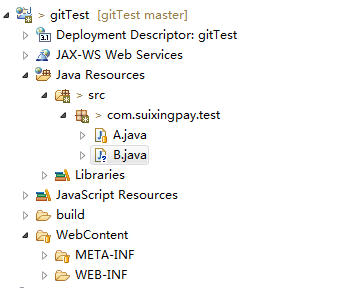 > gitTest [gitTest master]
Deployment Descriptor: gitTest
JAX-WS Web Services
> Java Resources
> src
> com.suixingpay.test
A.java
B.java
Libraries
JavaScript Resources
build
WebContent
META-INF
WEB-INF